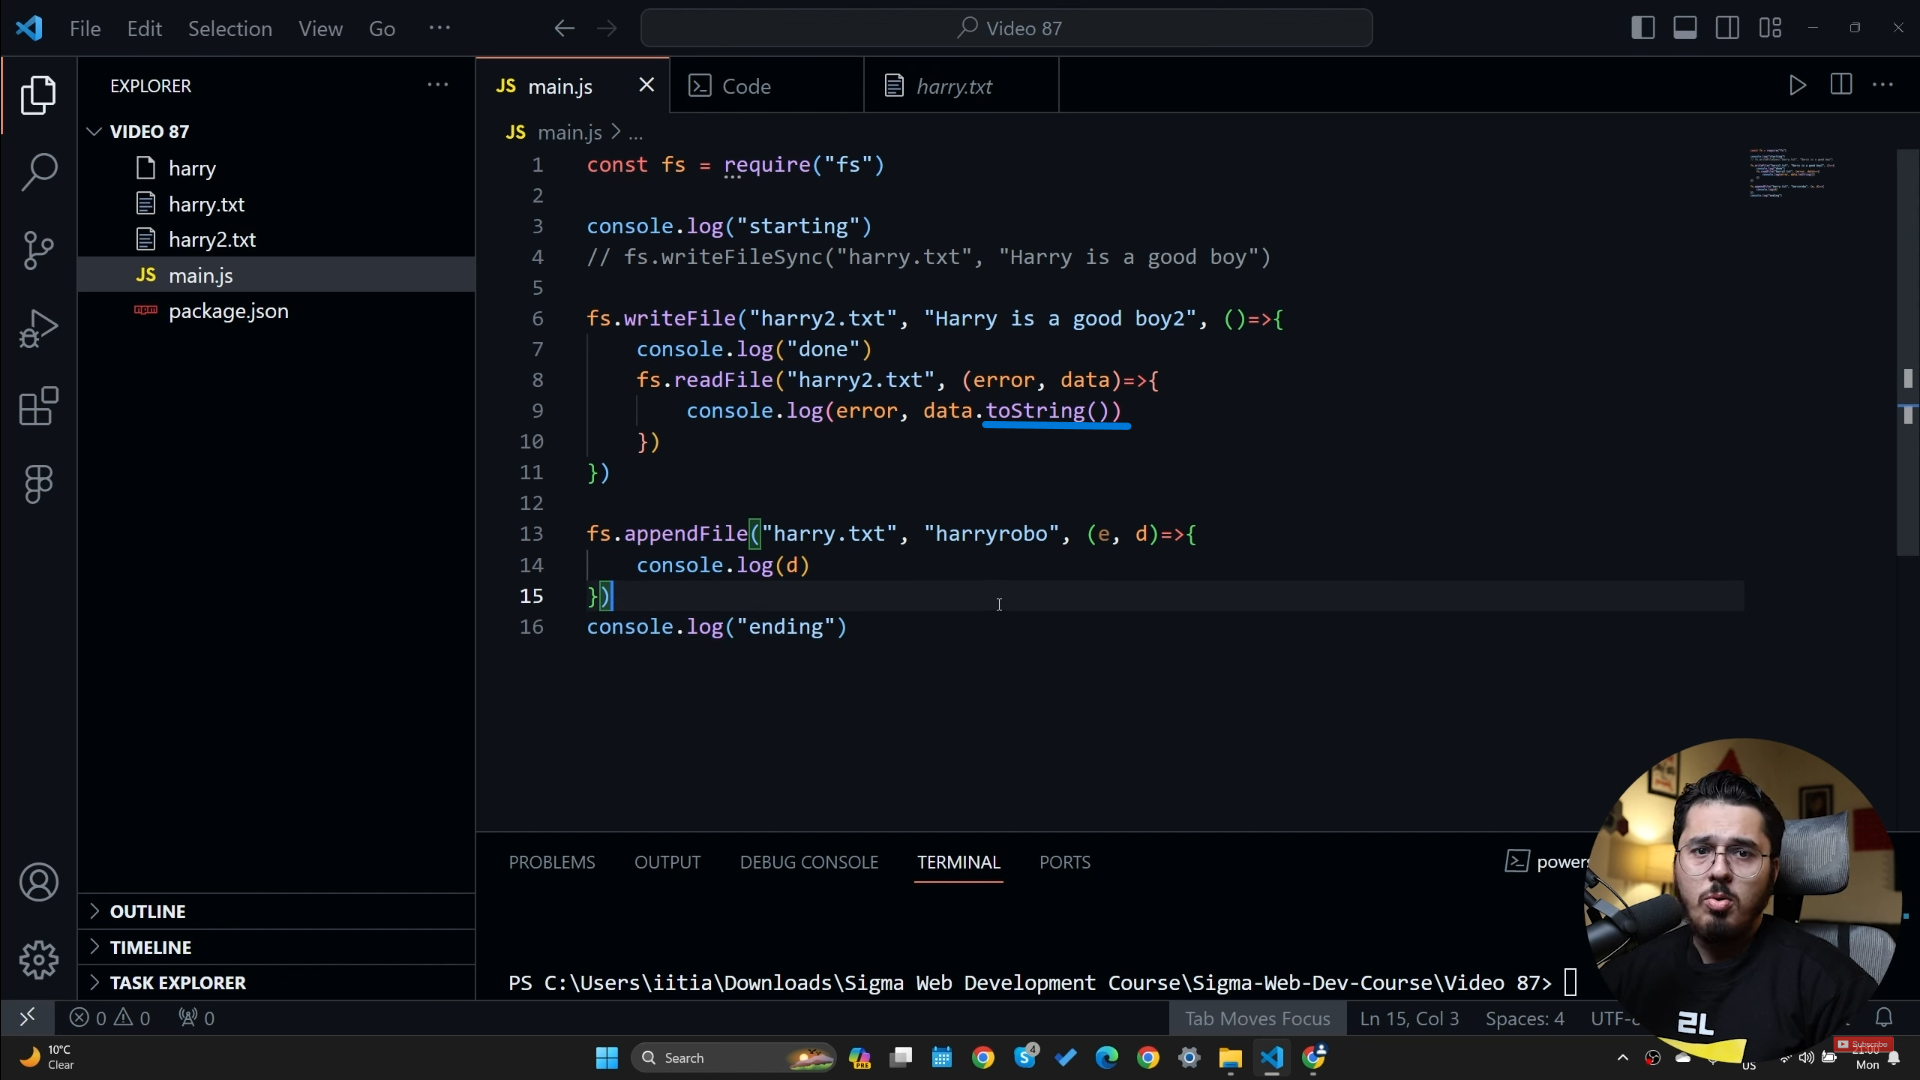 File Edit Selection View Go ···
Video 87
EXPLORER ···
VIDEO 87
harry
harry.txt
harry2.txt
JS main.js
package.json
OUTLINE
TIMELINE
TASK EXPLORER
JS main.js
Code
harry.txt
JS main.js > ...
1 const fs = require("fs")
2
3 console.log("starting")
4 // fs.writeFileSync("harry.txt", "Harry is a good boy")
5
6 fs.writeFile("harry2.txt", "Harry is a good boy2", ()=>{
7 console.log("done")
8 fs.readFile("harry2.txt", (error, data)=>{
9 console.log(error, data.toString())
10 })
11 })
12
13 fs.appendFile("harry.txt", "harryrobo", (e, d)=>{
14 console.log(d)
15 })
16 console.log("ending")
PROBLEMS OUTPUT DEBUG CONSOLE TERMINAL PORTS
powers
PS C:\Users\iitia\Downloads\Sigma Web Development Course\Sigma-Web-Dev-Course\Video 87>
0 0 0
Tab Moves Focus Ln 15, Col 3 Spaces: 4 UTF-
10°C
Clear
Search
PRE
4
US
Subscribe
Mon